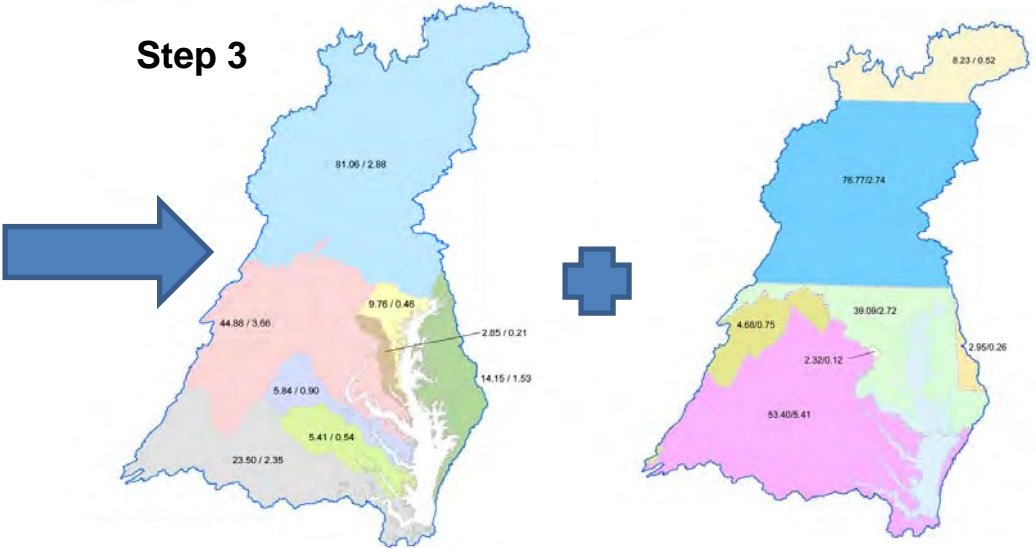 Step 3
81.06 / 2.88
9.76 / 0.46
44.88 / 3.66
2.85 / 0.21
14.15 / 1.53
5.84 / 0.90
5.41 / 0.54
23.50 / 2.35
8.23 / 0.52
78.77/2.74
39.09/2.72
4.68/0.75
2.95/0.26
2.32/0.12
53.40/5.41